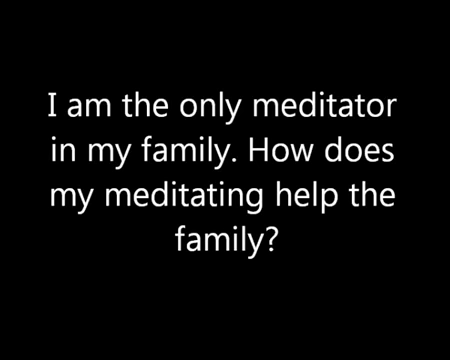 I am the only meditator
in my family. How does
my meditating help the
family?